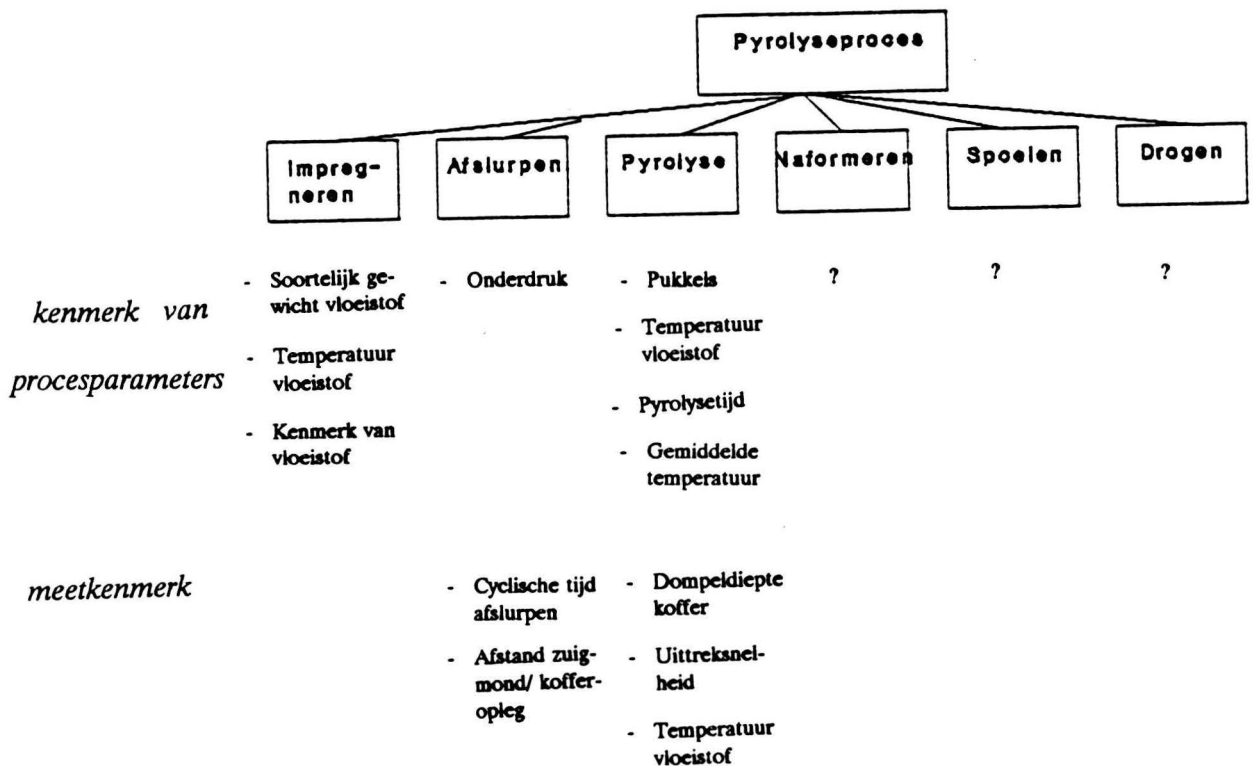 Pyrolyseproces
Impreg-
neren
Afslurpen
Pyrolyse
Naformeren
Spoelen
Drogen
kenmerk van
procesparameters
- Soortelijk ge-
wicht vloeistof
- Temperatuur
vloeistof
- Kenmerk van
vloeistof
- Onderdruk
- Pukkels
- Temperatuur
vloeistof
- Pyrolysetijd
- Gemiddelde
temperatuur
?
?
?
meetkenmerk
- Cyclische tijd
afslurpen
- Afstand zuig-
mond/ koffer-
opleg
- Dompeldiepte
koffer
- Uittreksnel-
heid
- Temperatuur
vloeistof